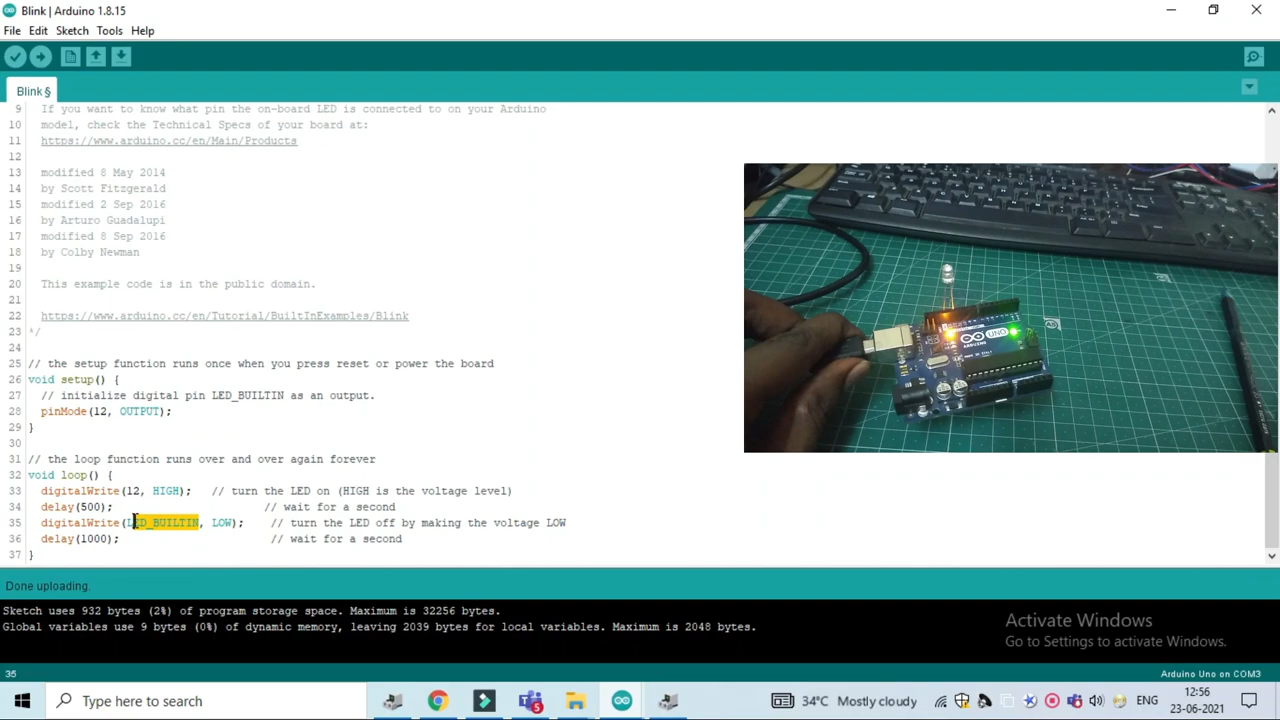 Blink | Arduino 1.8.15
File Edit Sketch Tools Help
Blink §
9 If you want to know what pin the on-board LED is connected to on your Arduino
10 model, check the Technical Specs of your board at:
11 https://www.arduino.cc/en/Main/Products
12
13 modified 8 May 2014
14 by Scott Fitzgerald
15 modified 2 Sep 2016
16 by Arturo Guadalupi
17 modified 8 Sep 2016
18 by Colby Newman
19
20 This example code is in the public domain.
21
22 https://www.arduino.cc/en/Tutorial/BuiltInExamples/Blink
23 */
24
25 // the setup function runs once when you press reset or power the board
26 void setup() {
27 // initialize digital pin LED_BUILTIN as an output.
28 pinMode(12, OUTPUT);
29 }
30
31 // the loop function runs over and over again forever
32 void loop() {
33 digitalWrite(12, HIGH); // turn the LED on (HIGH is the voltage level)
34 delay(500); // wait for a second
35 digitalWrite(LED_BUILTIN, LOW); // turn the LED off by making the voltage LOW
36 delay(1000); // wait for a second
37 }
UNO
ARDUINO
Done uploading.
Sketch uses 932 bytes (2%) of program storage space. Maximum is 32256 bytes.
Global variables use 9 bytes (0%) of dynamic memory, leaving 2039 bytes for local variables. Maximum is 2048 bytes.
Activate Windows
Go to Settings to activate Windows.
35
Arduino Uno on COM3
Type here to search
5
34°C Mostly cloudy
ENG
12:56
23-06-2021